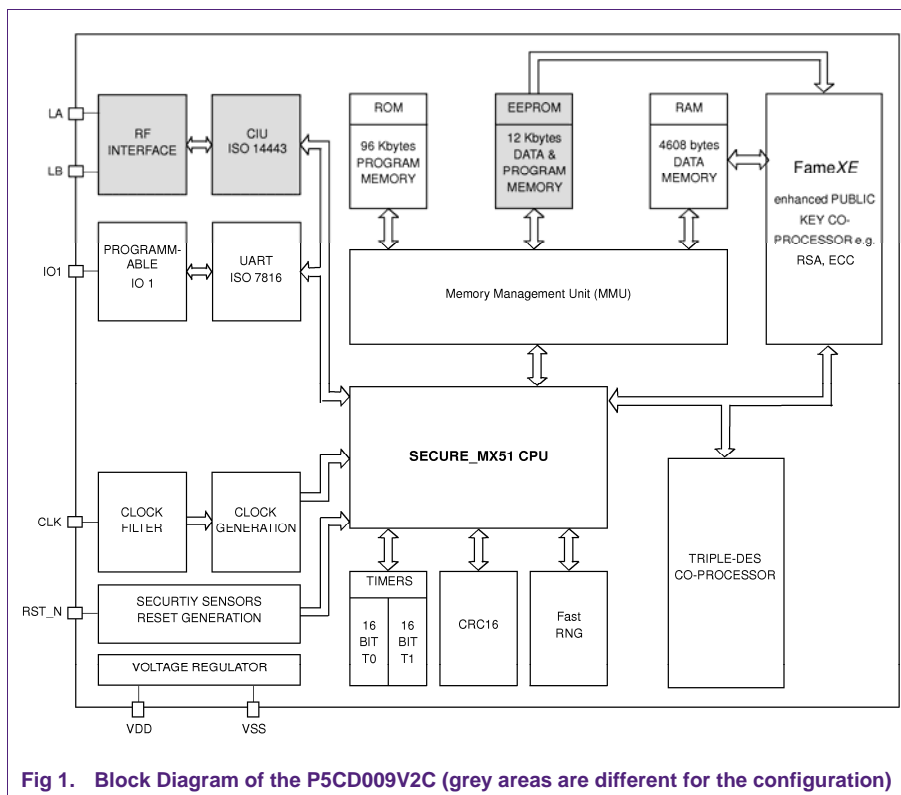 LA
LB
RF
INTERFACE
CIU
ISO 14443
ROM
96 Kbytes
PROGRAM
MEMORY
EEPROM
12 Kbytes
DATA &
PROGRAM
MEMORY
RAM
4608 bytes
DATA
MEMORY
FameXE
enhanced PUBLIC
KEY CO-
PROCESSOR e.g.
RSA, ECC
IO1
PROGRAMM-
ABLE
IO 1
UART
ISO 7816
Memory Management Unit (MMU)
SECURE_MX51 CPU
CLK
CLOCK
FILTER
CLOCK
GENERATION
TRIPLE-DES
CO-PROCESSOR
RST_N
SECURTIY SENSORS
RESET GENERATION
TIMERS
16
BIT
T0
16
BIT
T1
CRC16
Fast
RNG
VOLTAGE REGULATOR
VDD
VSS
Fig 1. Block Diagram of the P5CD009V2C (grey areas are different for the configuration)